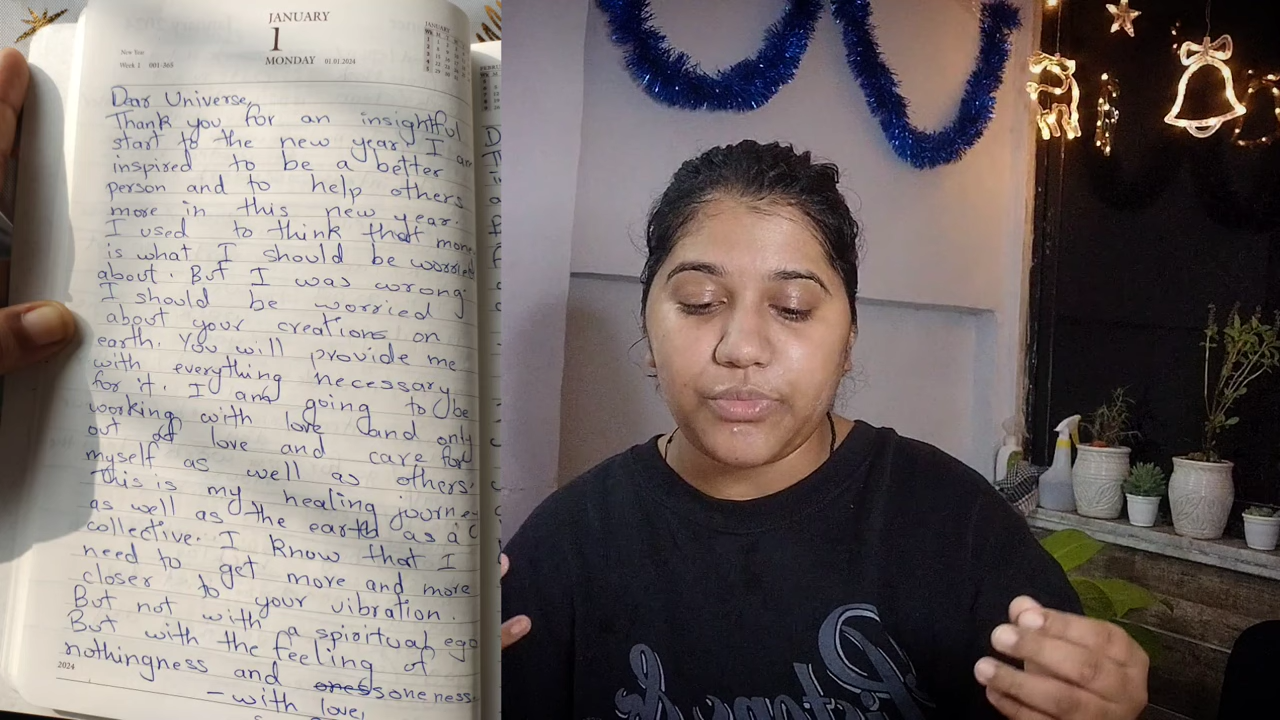 JANUARY
1
MONDAY 01.01.2024
New Year
Week 1 001-365
JANUARY
Dear Universe,
Thank you for an insightful
start to the new year. I am
inspired to be a better
person and to help others
more in this new year.
I used to think that mone
is what I should be worried
about. But I was wrong
I should be worried
about your creations on
earth. You will provide me
with everything necessary
for it. I am going to be
working with love and only
out of love and care for
myself as well as others.
This is my healing journe
as well as the earth as a c
collective. I know that I
need to get more and more
closer to your vibration.
But not with a spiritual ego
But with the feeling of
nothingness and ones someness
2024
- with love,